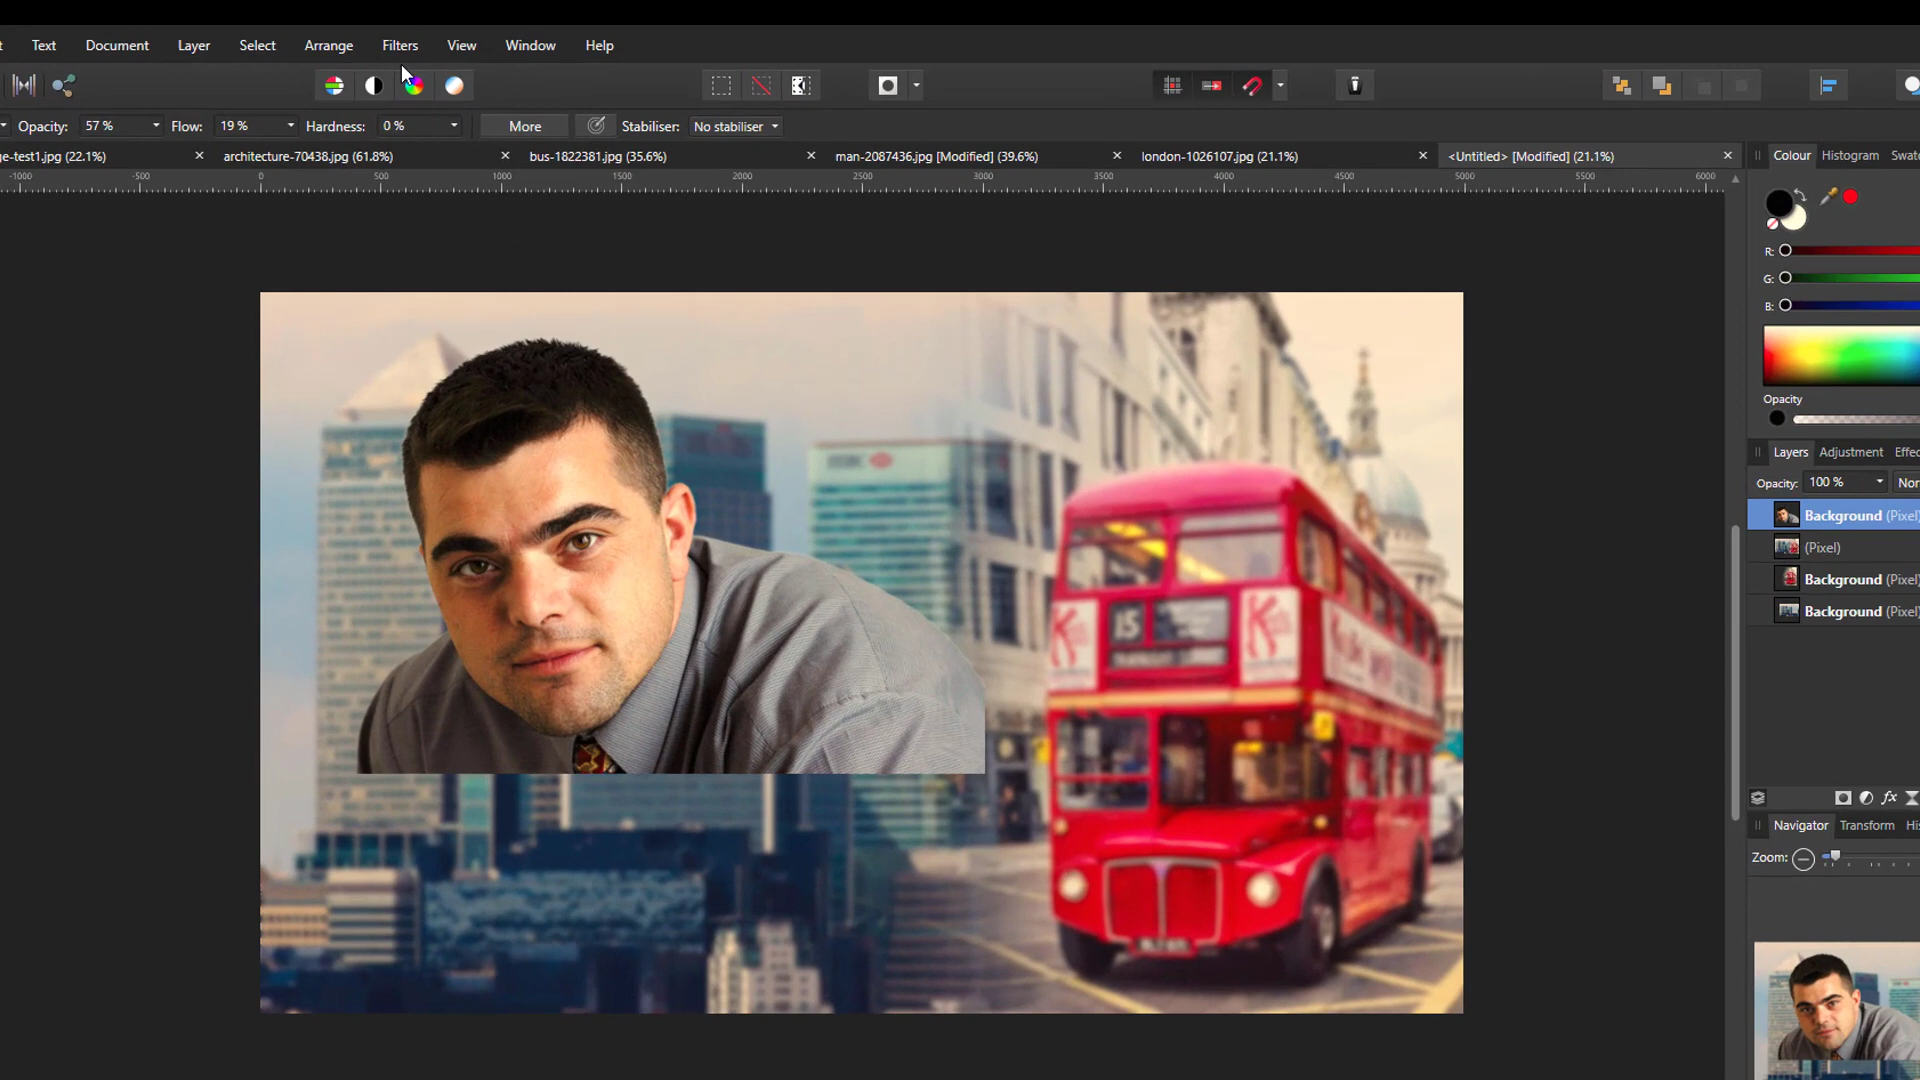 Text Document Layer Select Arrange Filters View Window Help
Opacity: 57 % Flow: 19 % Hardness: 0 % More Stabiliser: No stabiliser
ge-test1.jpg (22.1%) architecture-70438.jpg (61.8%) bus-1822381.jpg (35.6%) man-2087436.jpg [Modified] (39.6%) london-1026107.jpg (21.1%) <Untitled> [Modified] (21.1%)
Colour Histogram Swatc
-1000 -500 0 500 1000 1500 2000 2500 3000 3500 4000 4500 5000 5500 6000
R:
G:
B:
Opacity
Layers Adjustment Effec
Opacity: 100 % Nor
Background (Pixel)
(Pixel)
Background (Pixel)
Background (Pixel)
15
Navigator Transform His
Zoom: